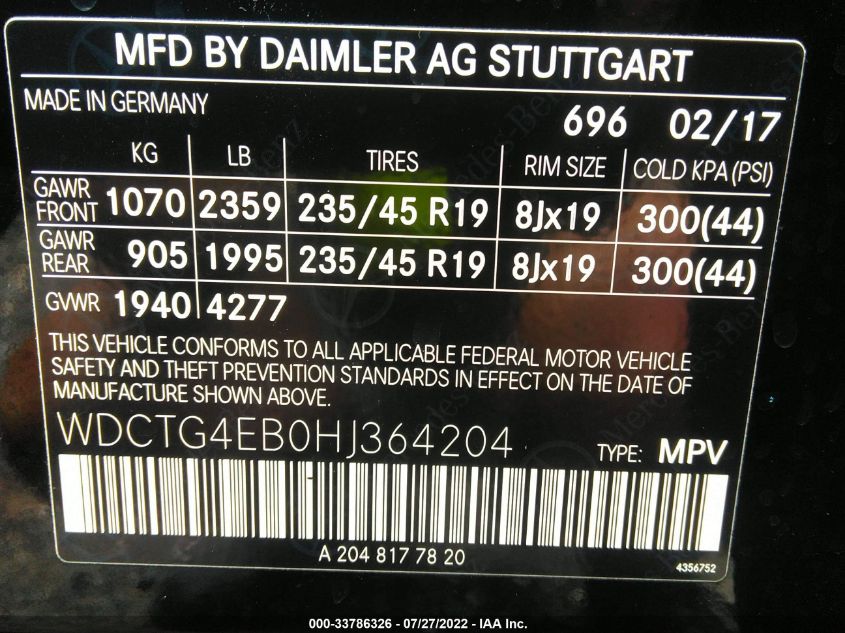 MFD BY DAIMLER AG STUTTGART
MADE IN GERMANY
696 02/17
KG LB TIRES RIM SIZE COLD KPA (PSI)
GAWR FRONT 1070 2359 235/45 R19 8Jx19 300(44)
GAWR REAR 905 1995 235/45 R19 8Jx19 300(44)
GVWR 1940 4277
THIS VEHICLE CONFORMS TO ALL APPLICABLE FEDERAL MOTOR VEHICLE
SAFETY AND THEFT PREVENTION STANDARDS IN EFFECT ON THE DATE OF
MANUFACTURE SHOWN ABOVE.
WDCTG4EB0HJ364204 TYPE: MPV
A 204 817 78 20
4356752
000-33786326 - 07/27/2022 - IAA Inc.